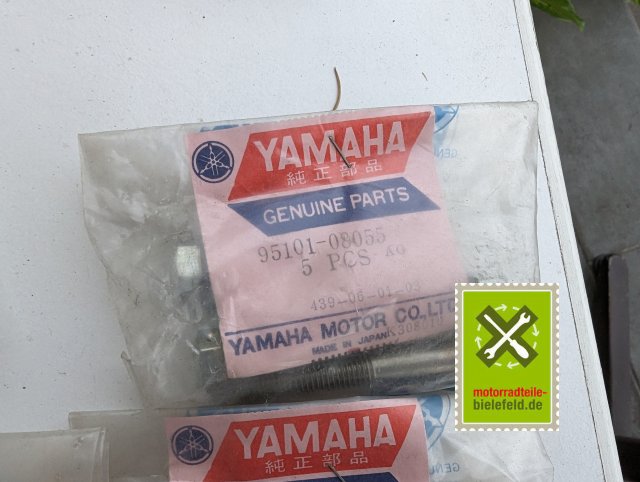 YAMAHA
純正部品
GENUINE PARTS
95101-08055
5 PCS KO
439-06-01-03
YAMAHA MOTOR CO., LTD
MADE IN JAPAN
motorradteile-
bielefeld.de
YAMAHA
純正部品